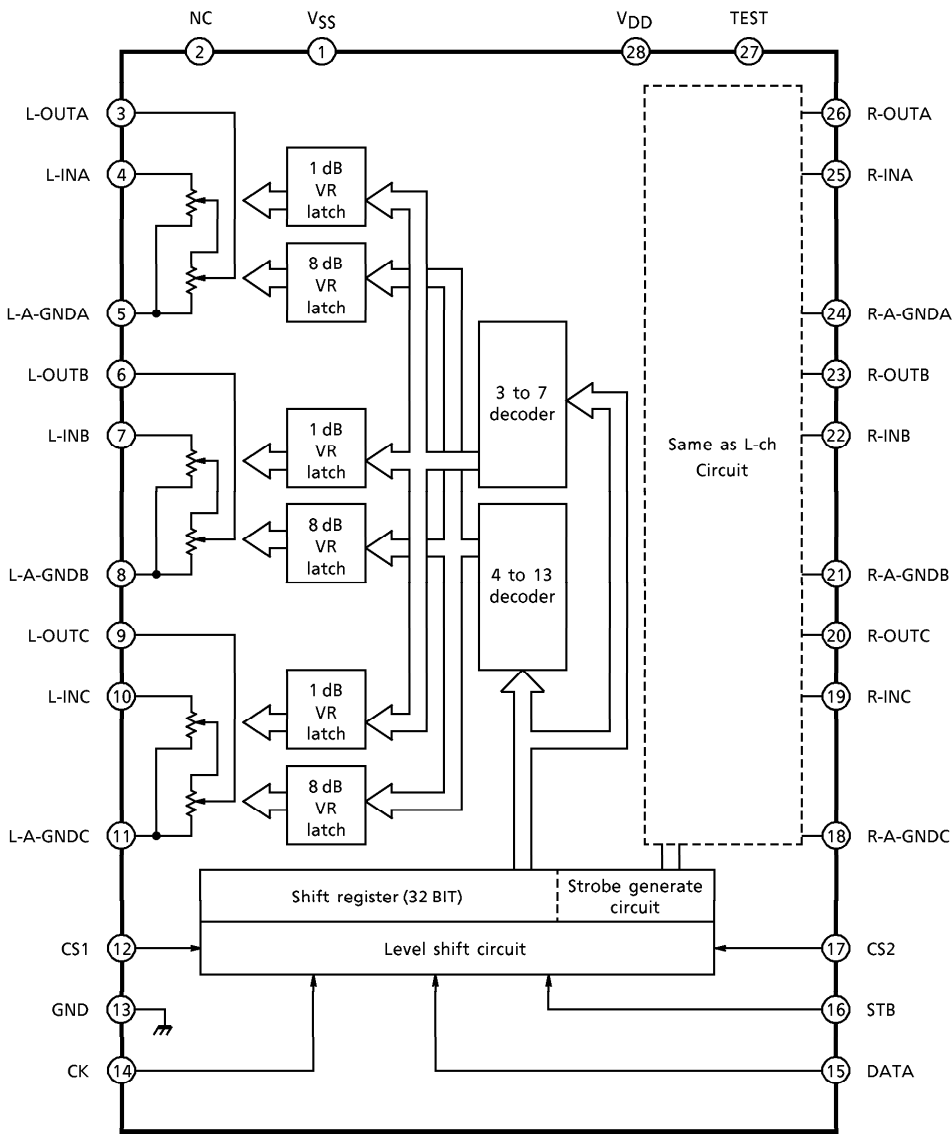 NC
VSS
VDD
TEST
2
1
28
27
L-OUTA
3
26
R-OUTA
L-INA
4
1 dB
VR
latch
25
R-INA
8 dB
VR
latch
L-A-GNDA
5
24
R-A-GNDA
L-OUTB
6
3 to 7
decoder
23
R-OUTB
L-INB
7
1 dB
VR
latch
Same as L-ch
Circuit
22
R-INB
8 dB
VR
latch
4 to 13
decoder
L-A-GNDB
8
21
R-A-GNDB
L-OUTC
9
20
R-OUTC
L-INC
10
1 dB
VR
latch
19
R-INC
8 dB
VR
latch
L-A-GNDC
11
18
R-A-GNDC
Shift register (32 BIT)
Strobe generate
circuit
CS1
12
Level shift circuit
17
CS2
GND
13
16
STB
CK
14
15
DATA